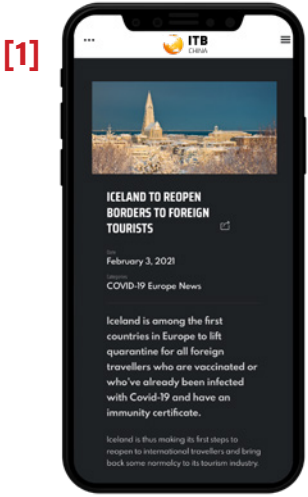 [1]
ITB
CHINA
ICELAND TO REOPEN
BORDERS TO FOREIGN
TOURISTS
Date
February 3, 2021
Categories
COVID-19 Europe News
Iceland is among the first
countries in Europe to lift
quarantine for all foreign
travellers who are vaccinated or
who've already been infected
with Covid-19 and have an
immunity certificate.
Iceland is thus making its first steps to
reopen to international travellers and bring
back some normalcy to its tourism industry.